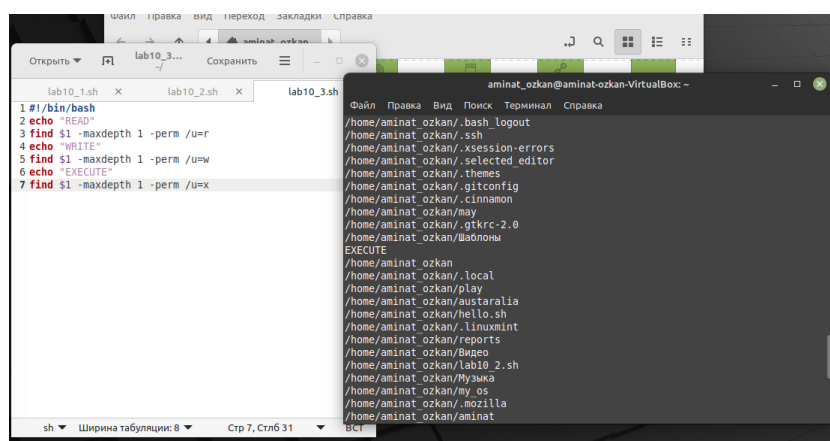 Файл Правка Вид Переход Закладки Справка
aminat_ozkan
Открыть
lab10_3...
~/
Сохранить
lab10_1.sh × lab10_2.sh × lab10_3.sh
1 #!/bin/bash
2 echo "READ"
3 find $1 -maxdepth 1 -perm /u=r
4 echo "WRITE"
5 find $1 -maxdepth 1 -perm /u=w
6 echo "EXECUTE"
7 find $1 -maxdepth 1 -perm /u=x
sh Ширина табуляции: 8 Стр 7, Стлб 31 ВСТ
aminat_ozkan@aminat-ozkan-VirtualBox: ~
Файл Правка Вид Поиск Терминал Справка
/home/aminat_ozkan/.bash_logout
/home/aminat_ozkan/.ssh
/home/aminat_ozkan/.xsession-errors
/home/aminat_ozkan/.selected_editor
/home/aminat_ozkan/.themes
/home/aminat_ozkan/.gitconfig
/home/aminat_ozkan/.cinnamon
/home/aminat_ozkan/may
/home/aminat_ozkan/.gtkrc-2.0
/home/aminat_ozkan/Шаблоны
EXECUTE
/home/aminat_ozkan
/home/aminat_ozkan/.local
/home/aminat_ozkan/play
/home/aminat_ozkan/austaralia
/home/aminat_ozkan/hello.sh
/home/aminat_ozkan/.linuxmint
/home/aminat_ozkan/reports
/home/aminat_ozkan/Видео
/home/aminat_ozkan/lab10_2.sh
/home/aminat_ozkan/Музыка
/home/aminat_ozkan/my_os
/home/aminat_ozkan/.mozilla
/home/aminat_ozkan/aminat